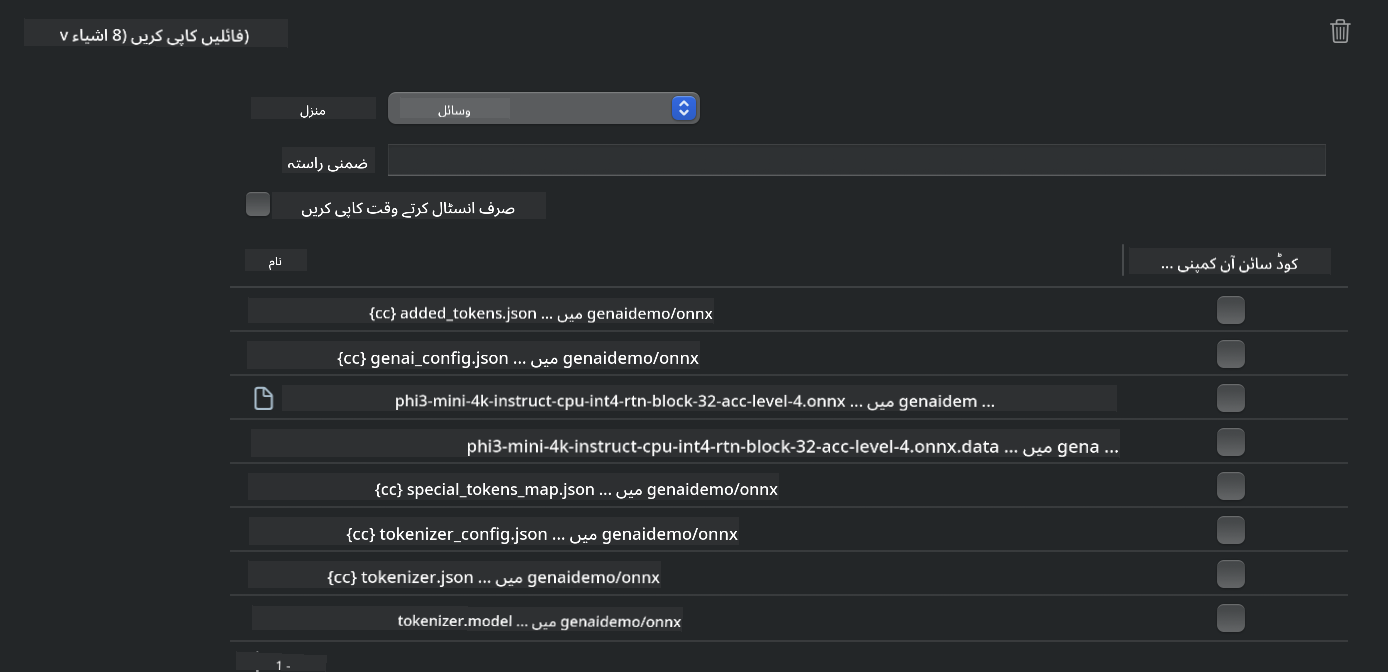 v فائلیں کاپی کریں (8 اشیاء)
منزل
وسائل
ضمنی راستہ
صرف انسٹال کرتے وقت کاپی کریں
نام
کوڈ سائن آن کمپنی ...
{cc} added_tokens.json ... میں genaidemo/onnx
{cc} genai_config.json ... میں genaidemo/onnx
phi3-mini-4k-instruct-cpu-int4-rtn-block-32-acc-level-4.onnx ... میں genaidem ...
phi3-mini-4k-instruct-cpu-int4-rtn-block-32-acc-level-4.onnx.data ... میں gena ...
{cc} special_tokens_map.json ... میں genaidemo/onnx
{cc} tokenizer_config.json ... میں genaidemo/onnx
{cc} tokenizer.json ... میں genaidemo/onnx
tokenizer.model ... میں genaidemo/onnx
1 -